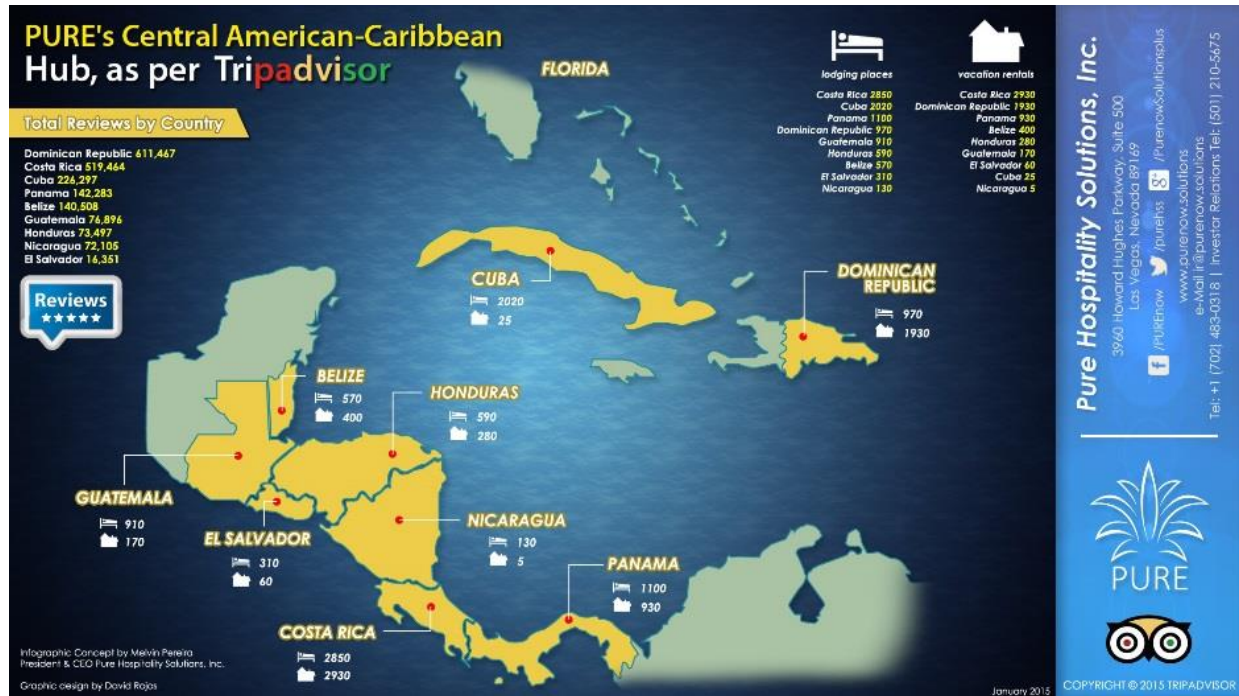 PURE's Central American-Caribbean
Hub, as per Tripadvisor
Total Reviews by Country
Dominican Republic 611,467
Costa Rica 519,464
Cuba 226,297
Panama 142,283
Belize 140,508
Guatemala 76,896
Honduras 73,497
Nicaragua 72,105
El Salvador 16,351
Reviews
FLORIDA
lodging places
Costa Rica 2850
Cuba 2020
Panama 1100
Dominican Republic 970
Guatemala 910
Honduras 590
Belize 570
El Salvador 310
Nicaragua 130
vacation rentals
Costa Rica 2930
Dominican Republic 1930
Panama 930
Belize 400
Honduras 280
Guatemala 170
El Salvador 60
Cuba 25
Nicaragua 5
CUBA
2020
25
DOMINICAN
REPUBLIC
970
1930
BELIZE
570
400
HONDURAS
590
280
GUATEMALA
910
170
EL SALVADOR
310
60
NICARAGUA
130
5
PANAMA
1100
930
COSTA RICA
2850
2930
Infographic Concept by Melvin Pereira
President & CEO Pure Hospitality Solutions, Inc.
Graphic design by David Rojas
January 2015
Pure Hospitality Solutions, Inc.
3960 Howard Hughes Parkway, Suite 500
Las Vegas, Nevada 89169
f /PUREnow /purehss g+ /Purenowsolutionsplus
www.purenow.solutions
e-Mail ir@purenow.solutions
Tel: +1 (702) 483-0318 | Investor Relations Tel: (501) 210-5675
PURE
COPYRIGHT © 2015 TRIPADVISOR